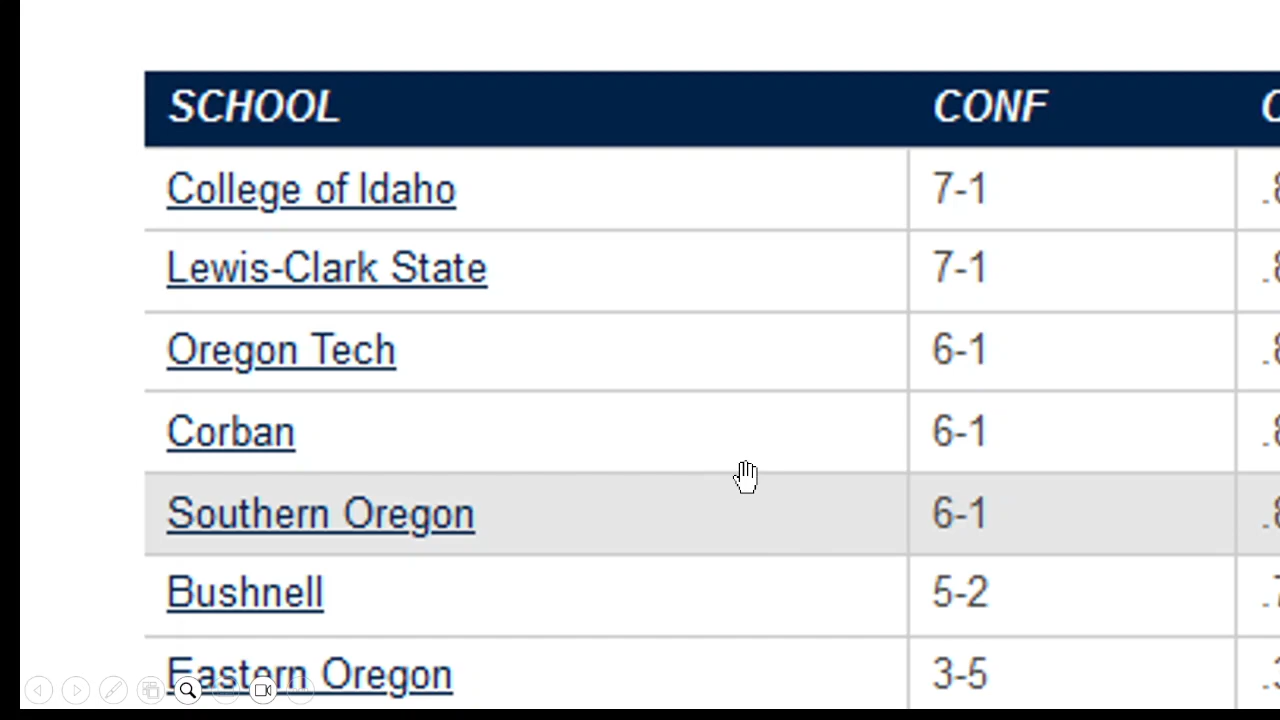 SCHOOL CONF
College of Idaho 7-1
Lewis-Clark State 7-1
Oregon Tech 6-1
Corban 6-1
Southern Oregon 6-1
Bushnell 5-2
Eastern Oregon 3-5